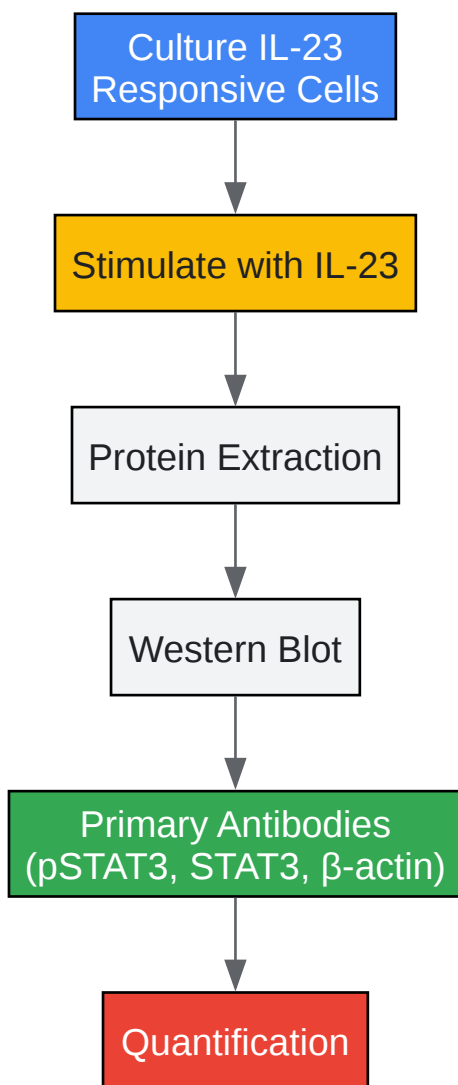 Culture IL-23
Responsive Cells
Stimulate with IL-23
Protein Extraction
Western Blot
Primary Antibodies
(pSTAT3, STAT3, β-actin)
Quantification